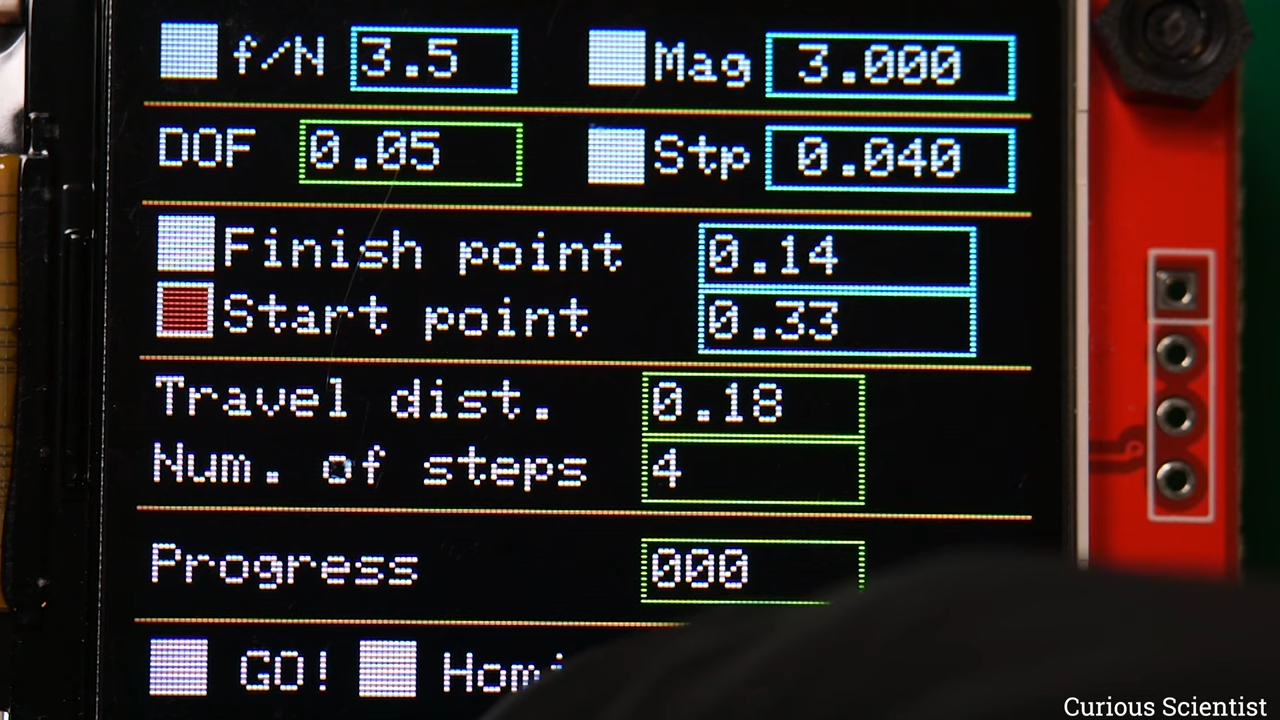 f/N 3.5 Mag 3.000
DOF 0.05 Stp 0.040
Finish point 0.14
Start point 0.33
Travel dist. 0.18
Num. of steps 4
Progress 000
GO! Homi
Curious Scientist